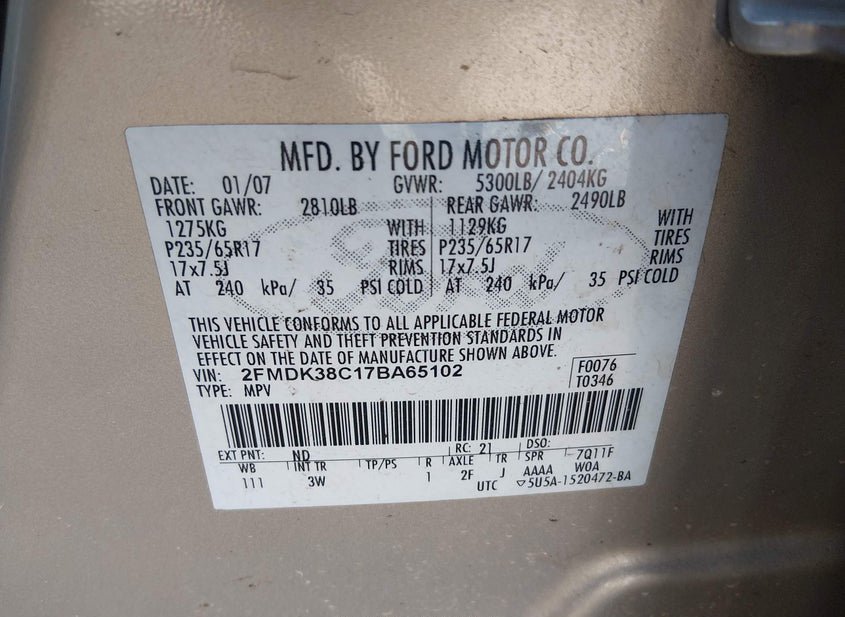 MFD. BY FORD MOTOR CO.
DATE: 01/07 GVWR: 5300LB/ 2404KG
FRONT GAWR: 2810LB REAR GAWR: 2490LB
1275KG WITH 1129KG WITH
P235/65R17 TIRES P235/65R17 TIRES
17x7.5J RIMS 17x7.5J RIMS
AT 240 kPa/ 35 PSI COLD AT 240 kPa/ 35 PSI COLD
Ford
THIS VEHICLE CONFORMS TO ALL APPLICABLE FEDERAL MOTOR
VEHICLE SAFETY AND THEFT PREVENTION STANDARDS IN
EFFECT ON THE DATE OF MANUFACTURE SHOWN ABOVE.
VIN: 2FMDK38C17BA65102 F0076
TYPE: MPV T0346
EXT PNT: ND RC: 21 DSO:
WB INT TR TP/PS R AXLE TR SPR 7Q11F
111 3W 1 2F J AAAA W0A
UTC ▽5U5A-1520472-BA